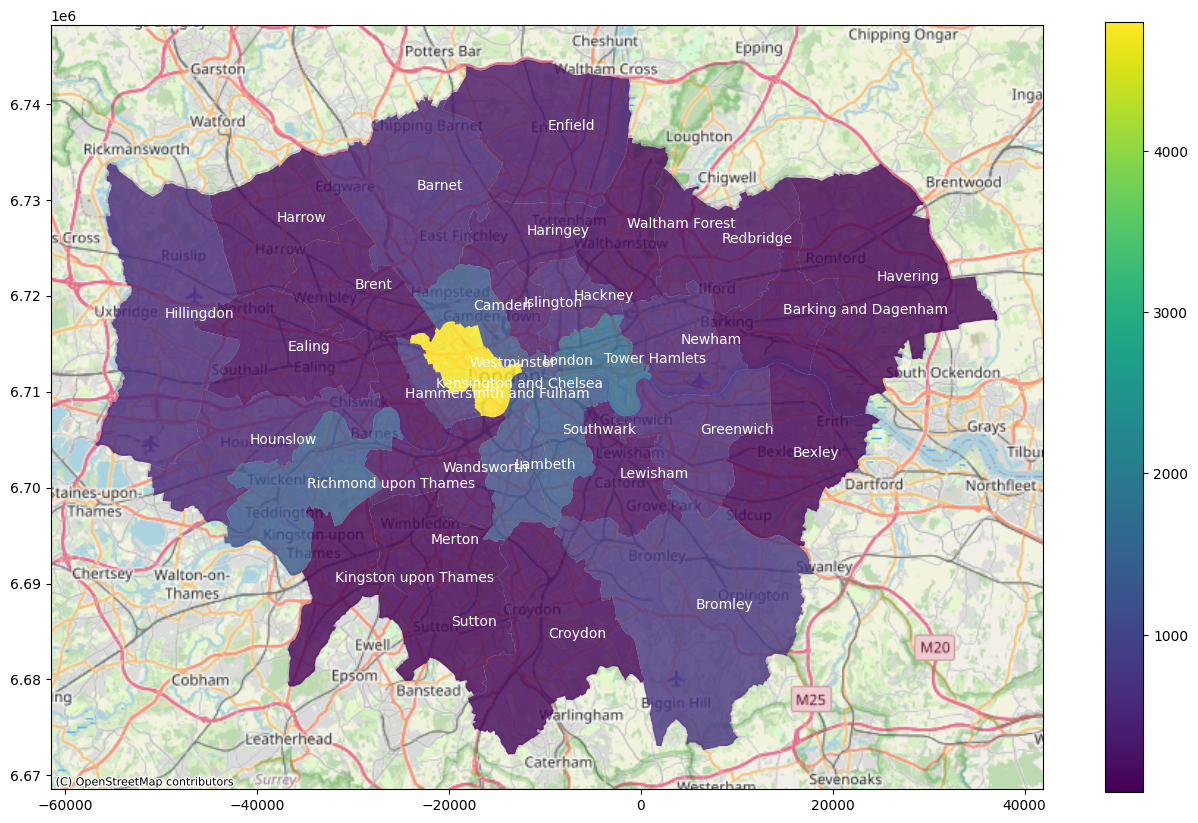 1e6
Chipping Ongar
Cheshunt
Epping
Potters Bar
Garston
Waltham Cross
Inga
6.74
Watford
Enfield
Chipping Barnet
Loughton
Rickmansworth
Chigwell
Brentwood
Edgware
Barnet
6.73
Harrow
Tottenham
Waltham Forest
Haringey
East Finchley
Redbridge
Walthamstow
s Cross
Harrow
Ruislip
Romford
Havering
Brent
Ilford
Hampstead
Hackney
6.72
Wembley
Camden
Islington
Northolt
Uxbridge
Hillingdon
Barking and Dagenham
Camden Town
Barking
Newham
Ealing
Westminster
London
Tower Hamlets
Southall
Ealing
South Ockendon
Kensington and Chelsea
6.71
Hammersmith and Fulham
Chiswick
Greenwich
Erith
Barnes
Southwark
Greenwich
Grays
Hounslow
Lewisham
Bexley
Tilbu
Wandsworth
Lambeth
Lewisham
Richmond upon Thames
Catford
Dartford
Northfleet
6.70
Staines-upon-
Thames
Grove Park
Teddington
Sidcup
Wimbledon
Kingston upon
Thames
Merton
Bromley
Swanley
6.69
Chertsey
Walton-on-
Thames
Kingston upon Thames
Orpington
Bromley
Croydon
Sutton
Sutton
Croydon
Ewell
M20
6.68
Cobham
Epsom
Banstead
M25
Biggin Hill
Warlingham
Leatherhead
Caterham
6.67
(C) OpenStreetMap contributors
Surrey
Westerham
Sevenoaks
−60000
−40000
−20000
0
20000
40000
4000
3000
2000
1000